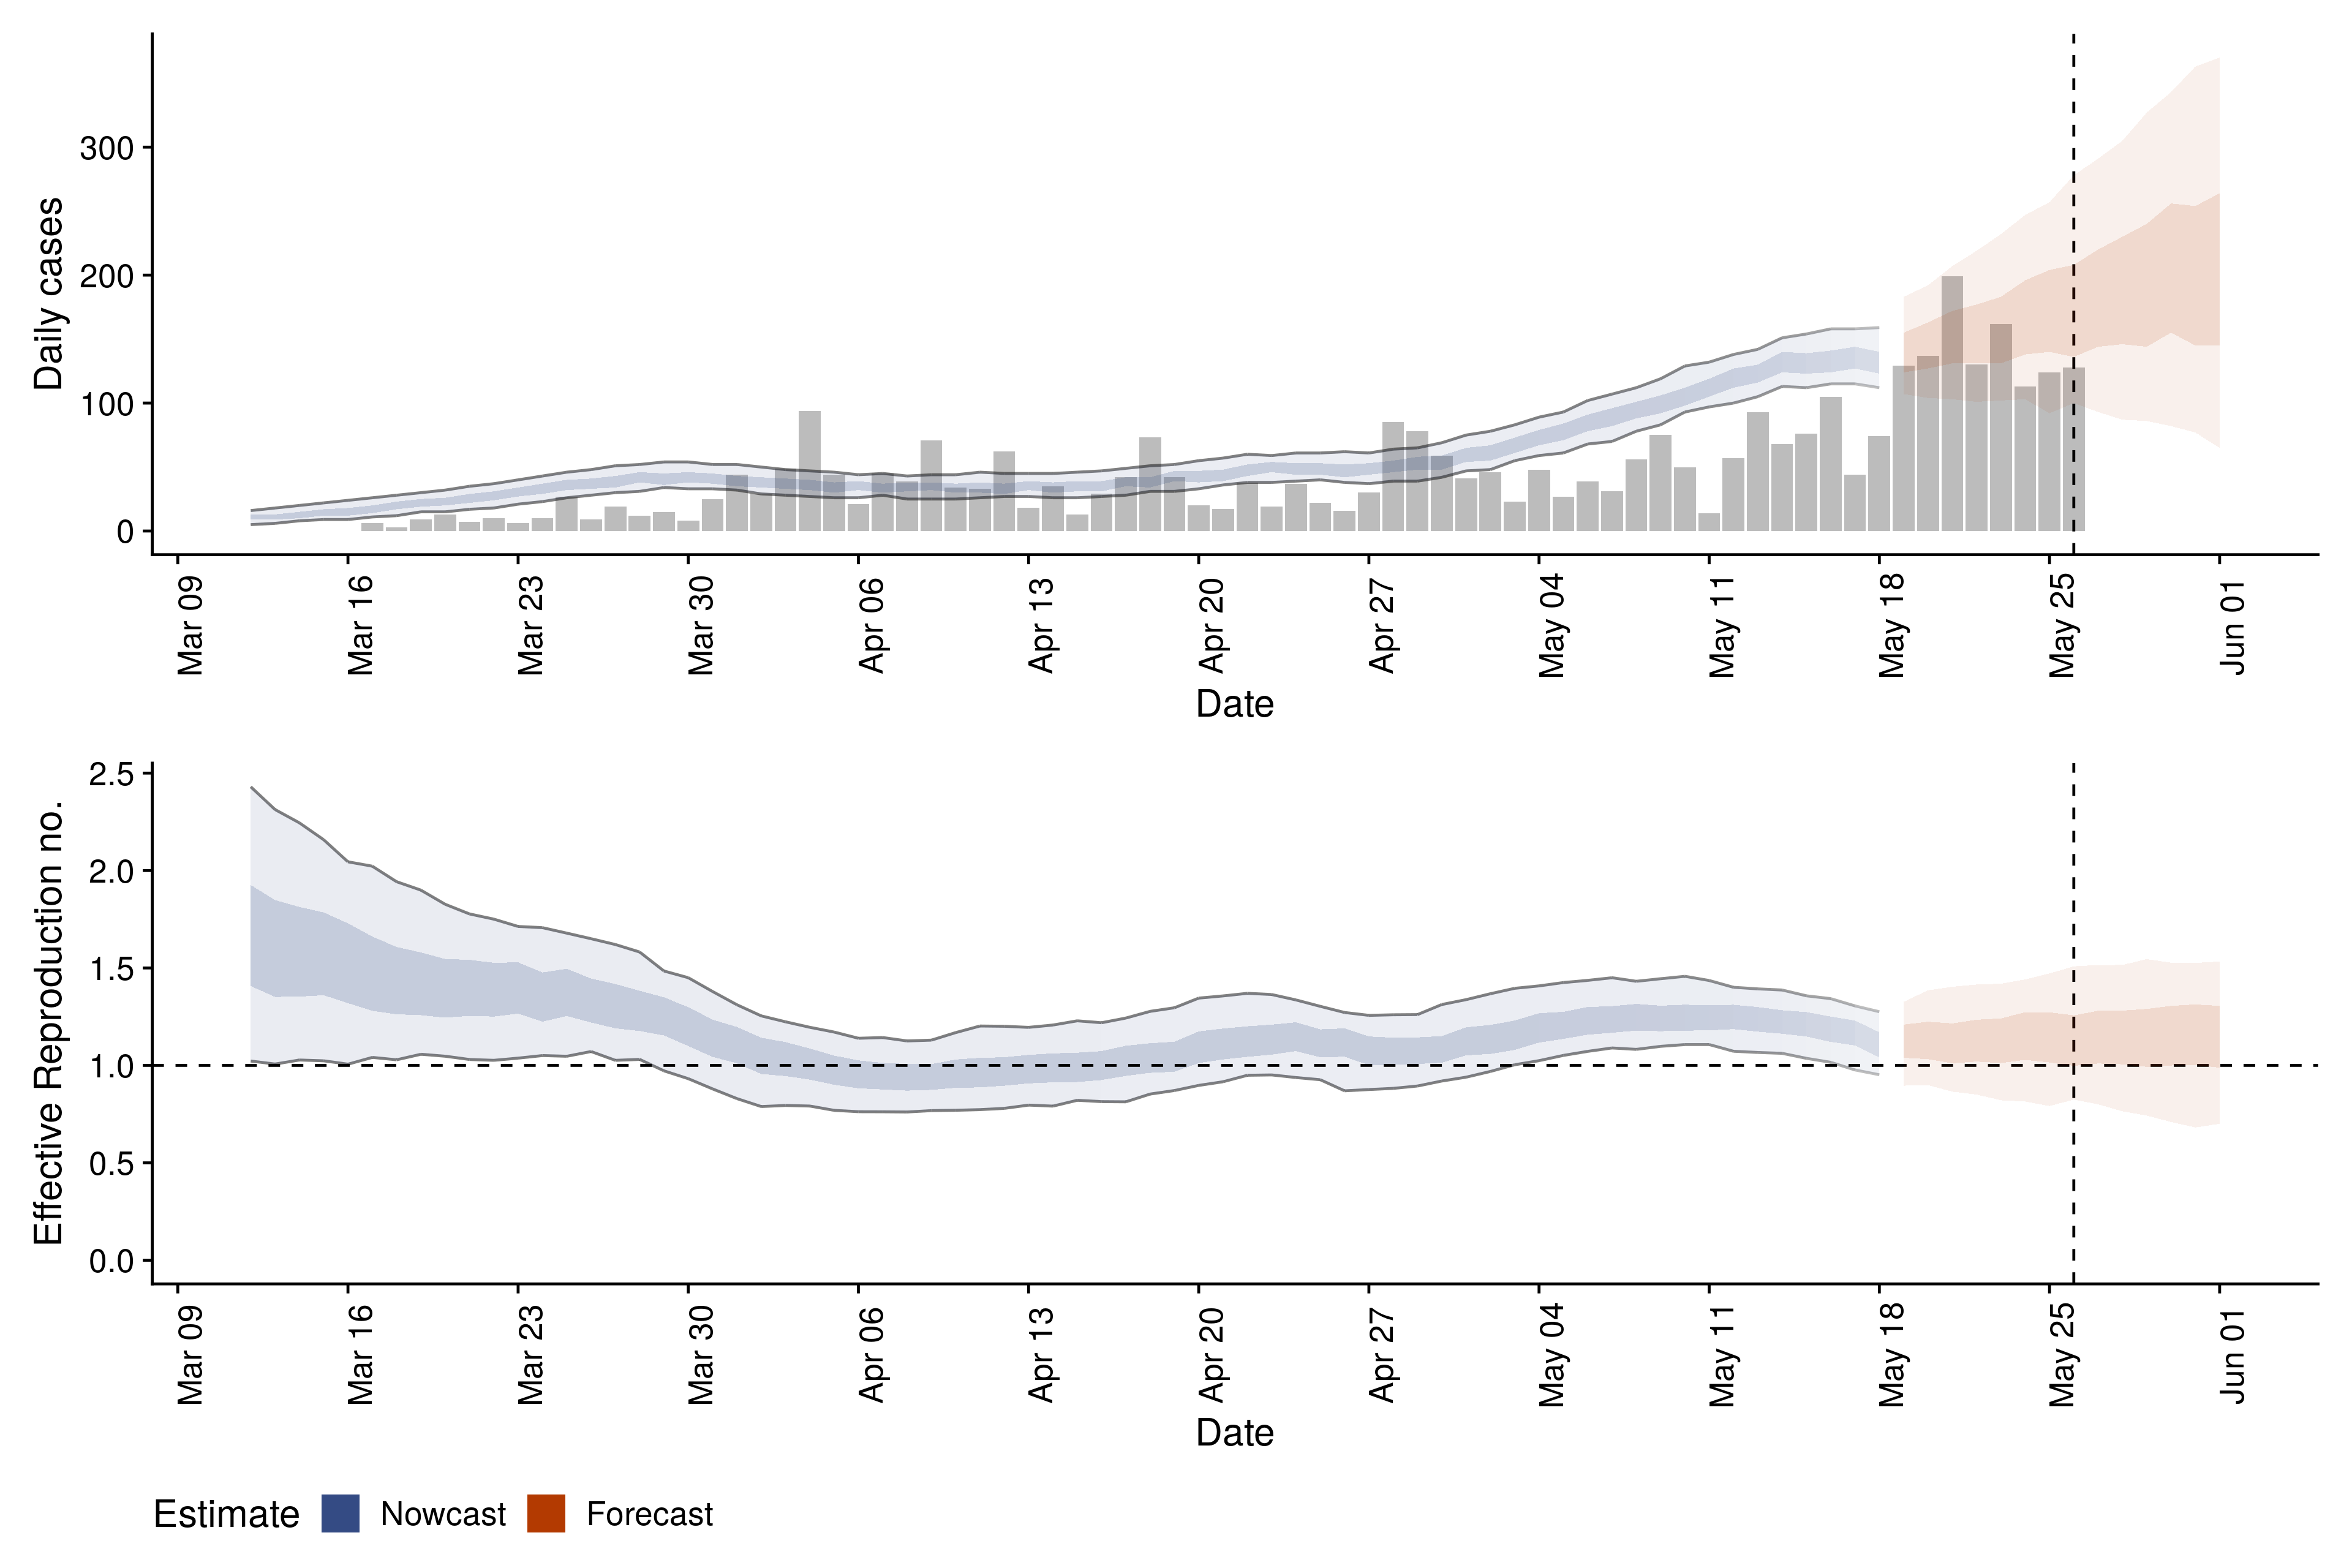 Daily cases
300
200
100
0
Mar 09
Mar 16
Mar 23
Mar 30
Apr 06
Apr 13
Apr 20
Apr 27
May 04
May 11
May 18
May 25
Jun 01
Date
Effective Reproduction no.
2.5
2.0
1.5
1.0
0.5
0.0
Mar 09
Mar 16
Mar 23
Mar 30
Apr 06
Apr 13
Apr 20
Apr 27
May 04
May 11
May 18
May 25
Jun 01
Date
Estimate Nowcast Forecast